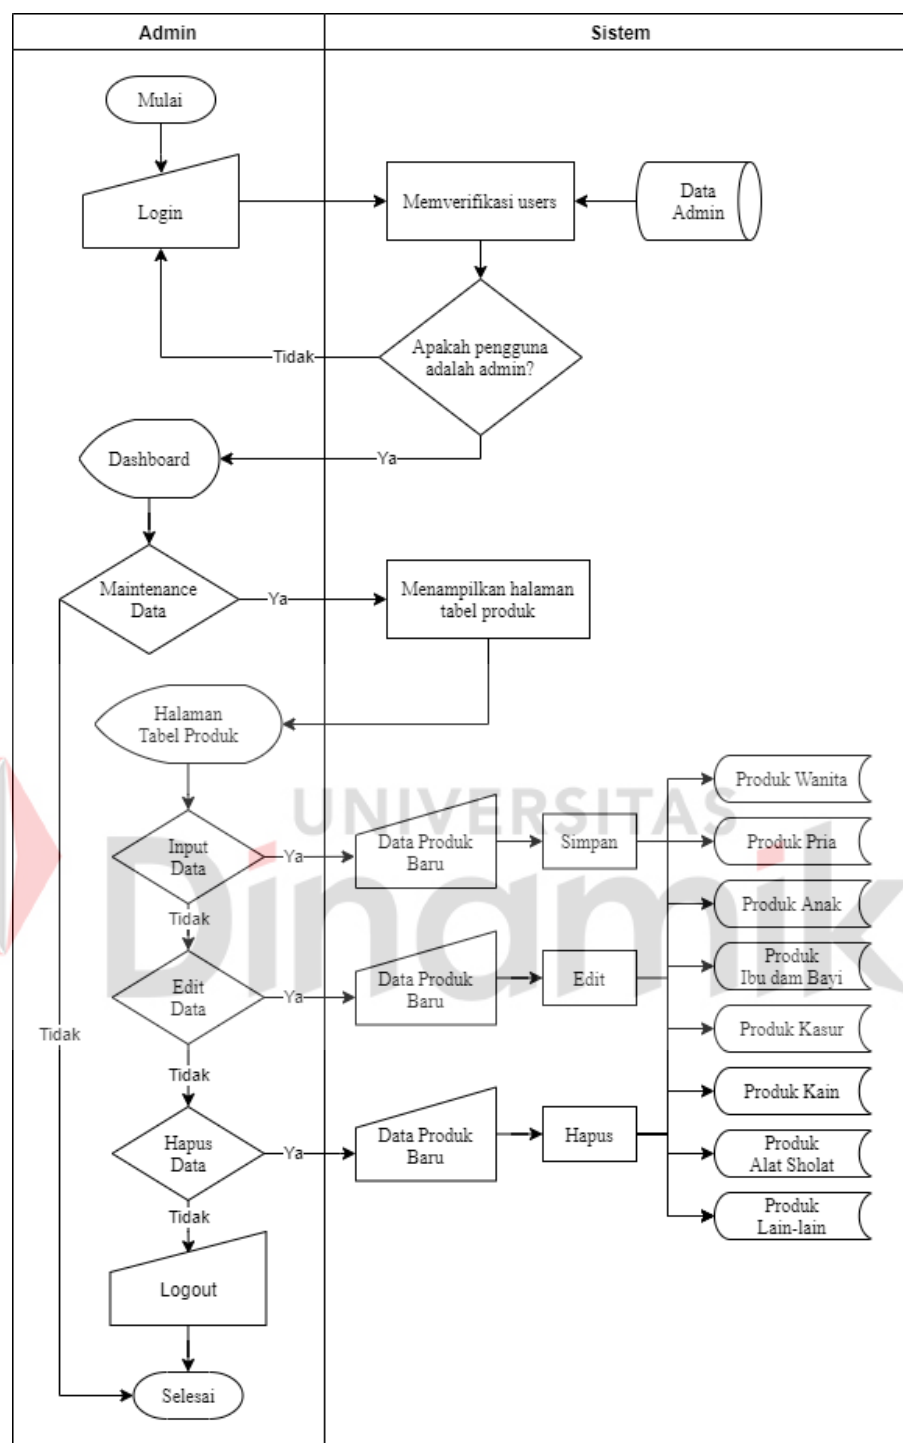 Admin
Sistem
Mulai
Login
Memverifikasi users
Data
Admin
Apakah pengguna
adalah admin?
Tidak
Ya
Dashboard
Maintenance
Data
Ya
Menampilkan halaman
tabel produk
Halaman
Tabel Produk
UNIVERSITAS
Dinamika
Input
Data
Ya
Data Produk
Baru
Simpan
Tidak
Edit
Data
Ya
Data Produk
Baru
Edit
Tidak
Tidak
Hapus
Data
Ya
Data Produk
Baru
Hapus
Tidak
Logout
Selesai
Produk Wanita
Produk Pria
Produk Anak
Produk
Ibu dam Bayi
Produk Kasur
Produk Kain
Produk
Alat Sholat
Produk
Lain-lain